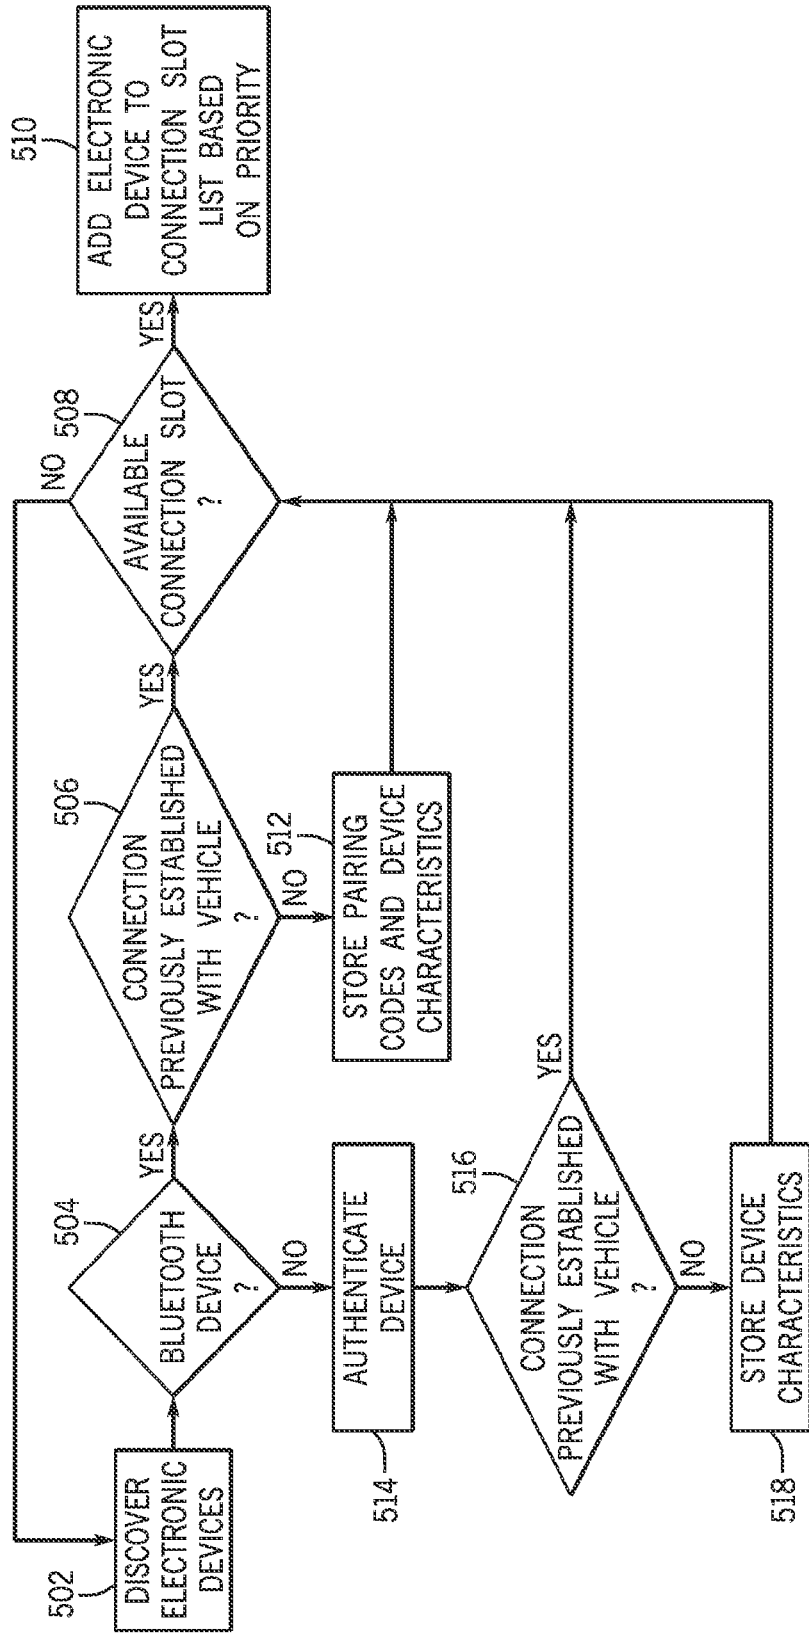 502
DISCOVER
ELECTRONIC
DEVICES
504
BLUETOOTH
DEVICE
?
YES
NO
506
CONNECTION
PREVIOUSLY ESTABLISHED
WITH VEHICLE
?
YES
NO
508
AVAILABLE
CONNECTION SLOT
?
NO
YES
510
ADD ELECTRONIC
DEVICE TO
CONNECTION SLOT
LIST BASED
ON PRIORITY
512
STORE PAIRING
CODES AND DEVICE
CHARACTERISTICS
514
AUTHENTICATE
DEVICE
516
CONNECTION
PREVIOUSLY ESTABLISHED
WITH VEHICLE
?
YES
NO
518
STORE DEVICE
CHARACTERISTICS